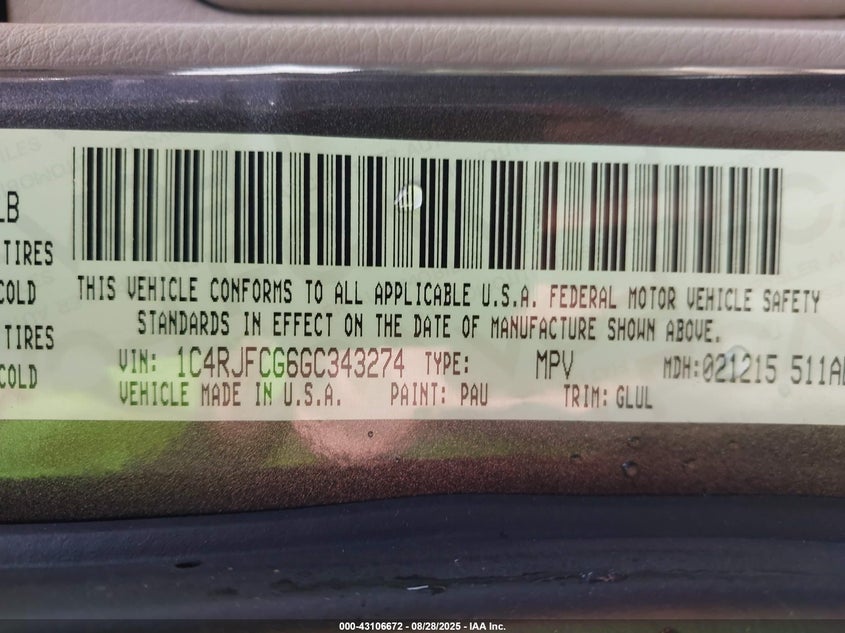 LB
TIRES
COLD
TIRES
COLD
THIS VEHICLE CONFORMS TO ALL APPLICABLE U.S.A. FEDERAL MOTOR VEHICLE SAFETY
STANDARDS IN EFFECT ON THE DATE OF MANUFACTURE SHOWN ABOVE.
VIN: 1C4RJFCG6GC343274 TYPE: MPV MDH:021215 511A
VEHICLE MADE IN U.S.A. PAINT: PAU TRIM: GLUL
000-43106672 - 08/28/2025 - IAA Inc.